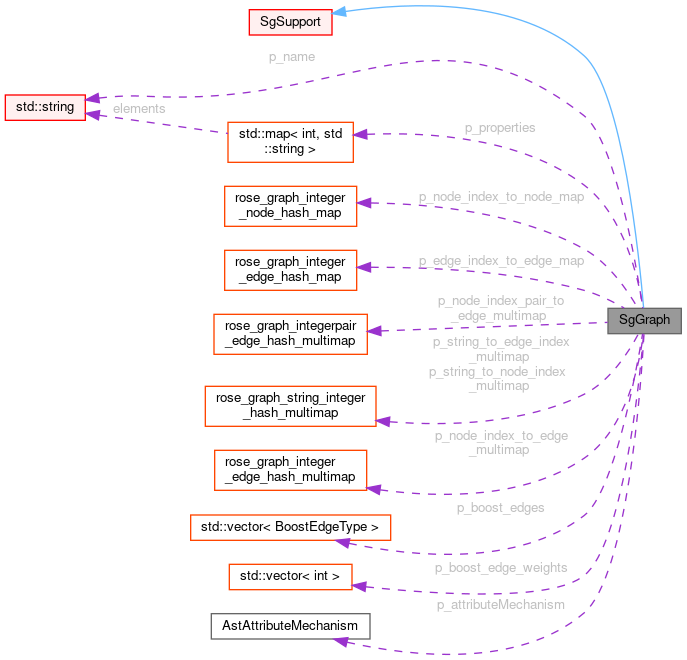 SgSupport
p_name
std::string
elements
std::map< int, std
::string >
p_properties
rose_graph_integer
_node_hash_map
p_node_index_to_node_map
rose_graph_integer
_edge_hash_map
p_edge_index_to_edge_map
rose_graph_integerpair
_edge_hash_multimap
p_node_index_pair_to
_edge_multimap
SgGraph
p_string_to_edge_index
_multimap
p_string_to_node_index
_multimap
rose_graph_string_integer
_hash_multimap
p_node_index_to_edge
_multimap
rose_graph_integer
_edge_hash_multimap
p_boost_edges
std::vector< BoostEdgeType >
p_boost_edge_weights
std::vector< int >
p_attributeMechanism
AstAttributeMechanism